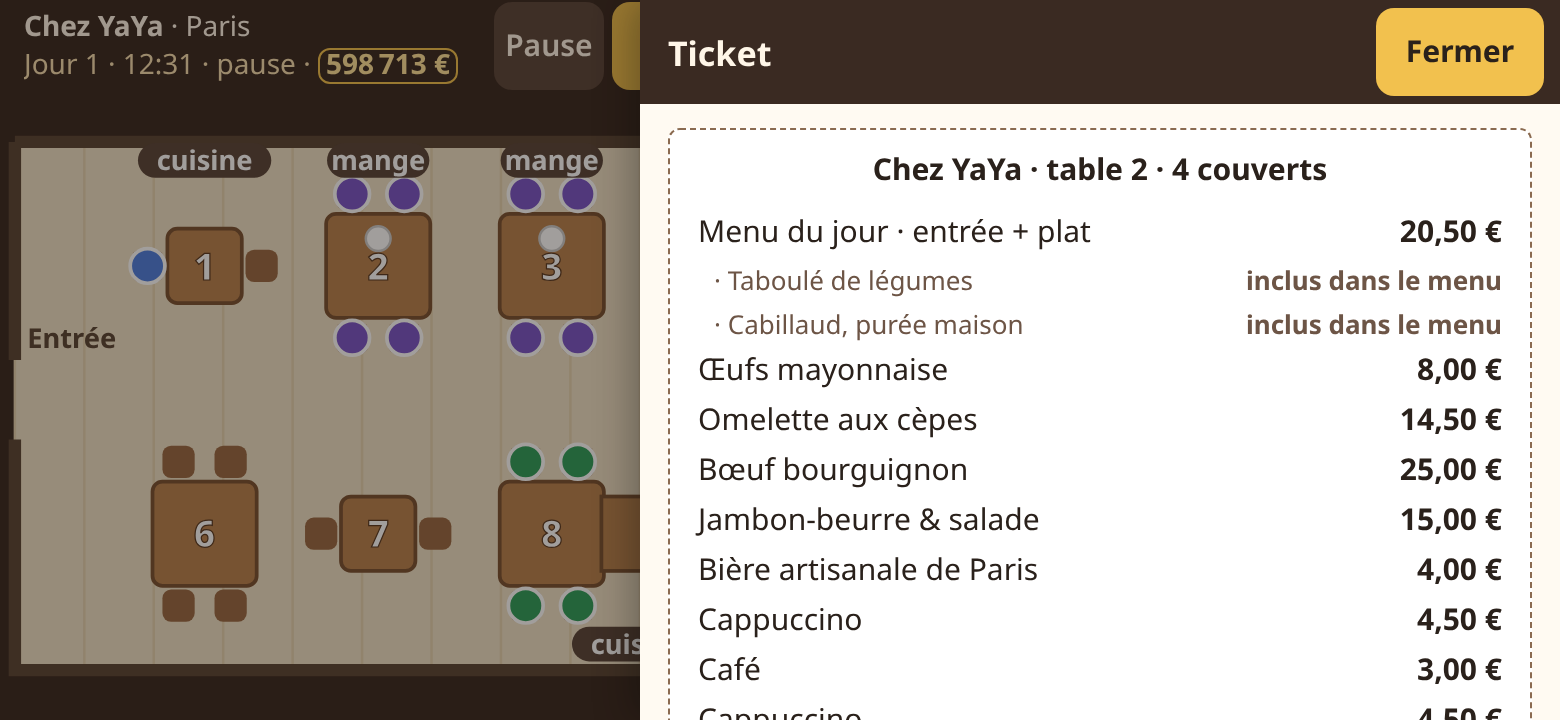 Chez YaYa · Paris
Jour 1 · 12:31 · pause · 598 713 €
Pause
cuisine
mange
mange
1
2
3
Entrée
6
7
8
cuis
Ticket
Fermer
Chez YaYa · table 2 · 4 couverts
Menu du jour · entrée + plat 20,50 €
· Taboulé de légumes inclus dans le menu
· Cabillaud, purée maison inclus dans le menu
Œufs mayonnaise 8,00 €
Omelette aux cèpes 14,50 €
Bœuf bourguignon 25,00 €
Jambon-beurre & salade 15,00 €
Bière artisanale de Paris 4,00 €
Cappuccino 4,50 €
Café 3,00 €
Cappuccino 4,50 €